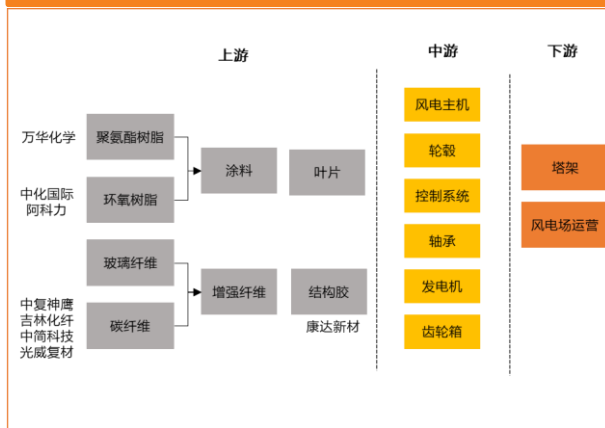 上游
中游
下游
万华化学
聚氨酯树脂
中化国际
阿科力
环氧树脂
涂料
叶片
玻璃纤维
中复神鹰
吉林化纤
中简科技
光威复材
碳纤维
增强纤维
结构胶
康达新材
风电主机
轮毂
控制系统
轴承
发电机
齿轮箱
塔架
风电场运营